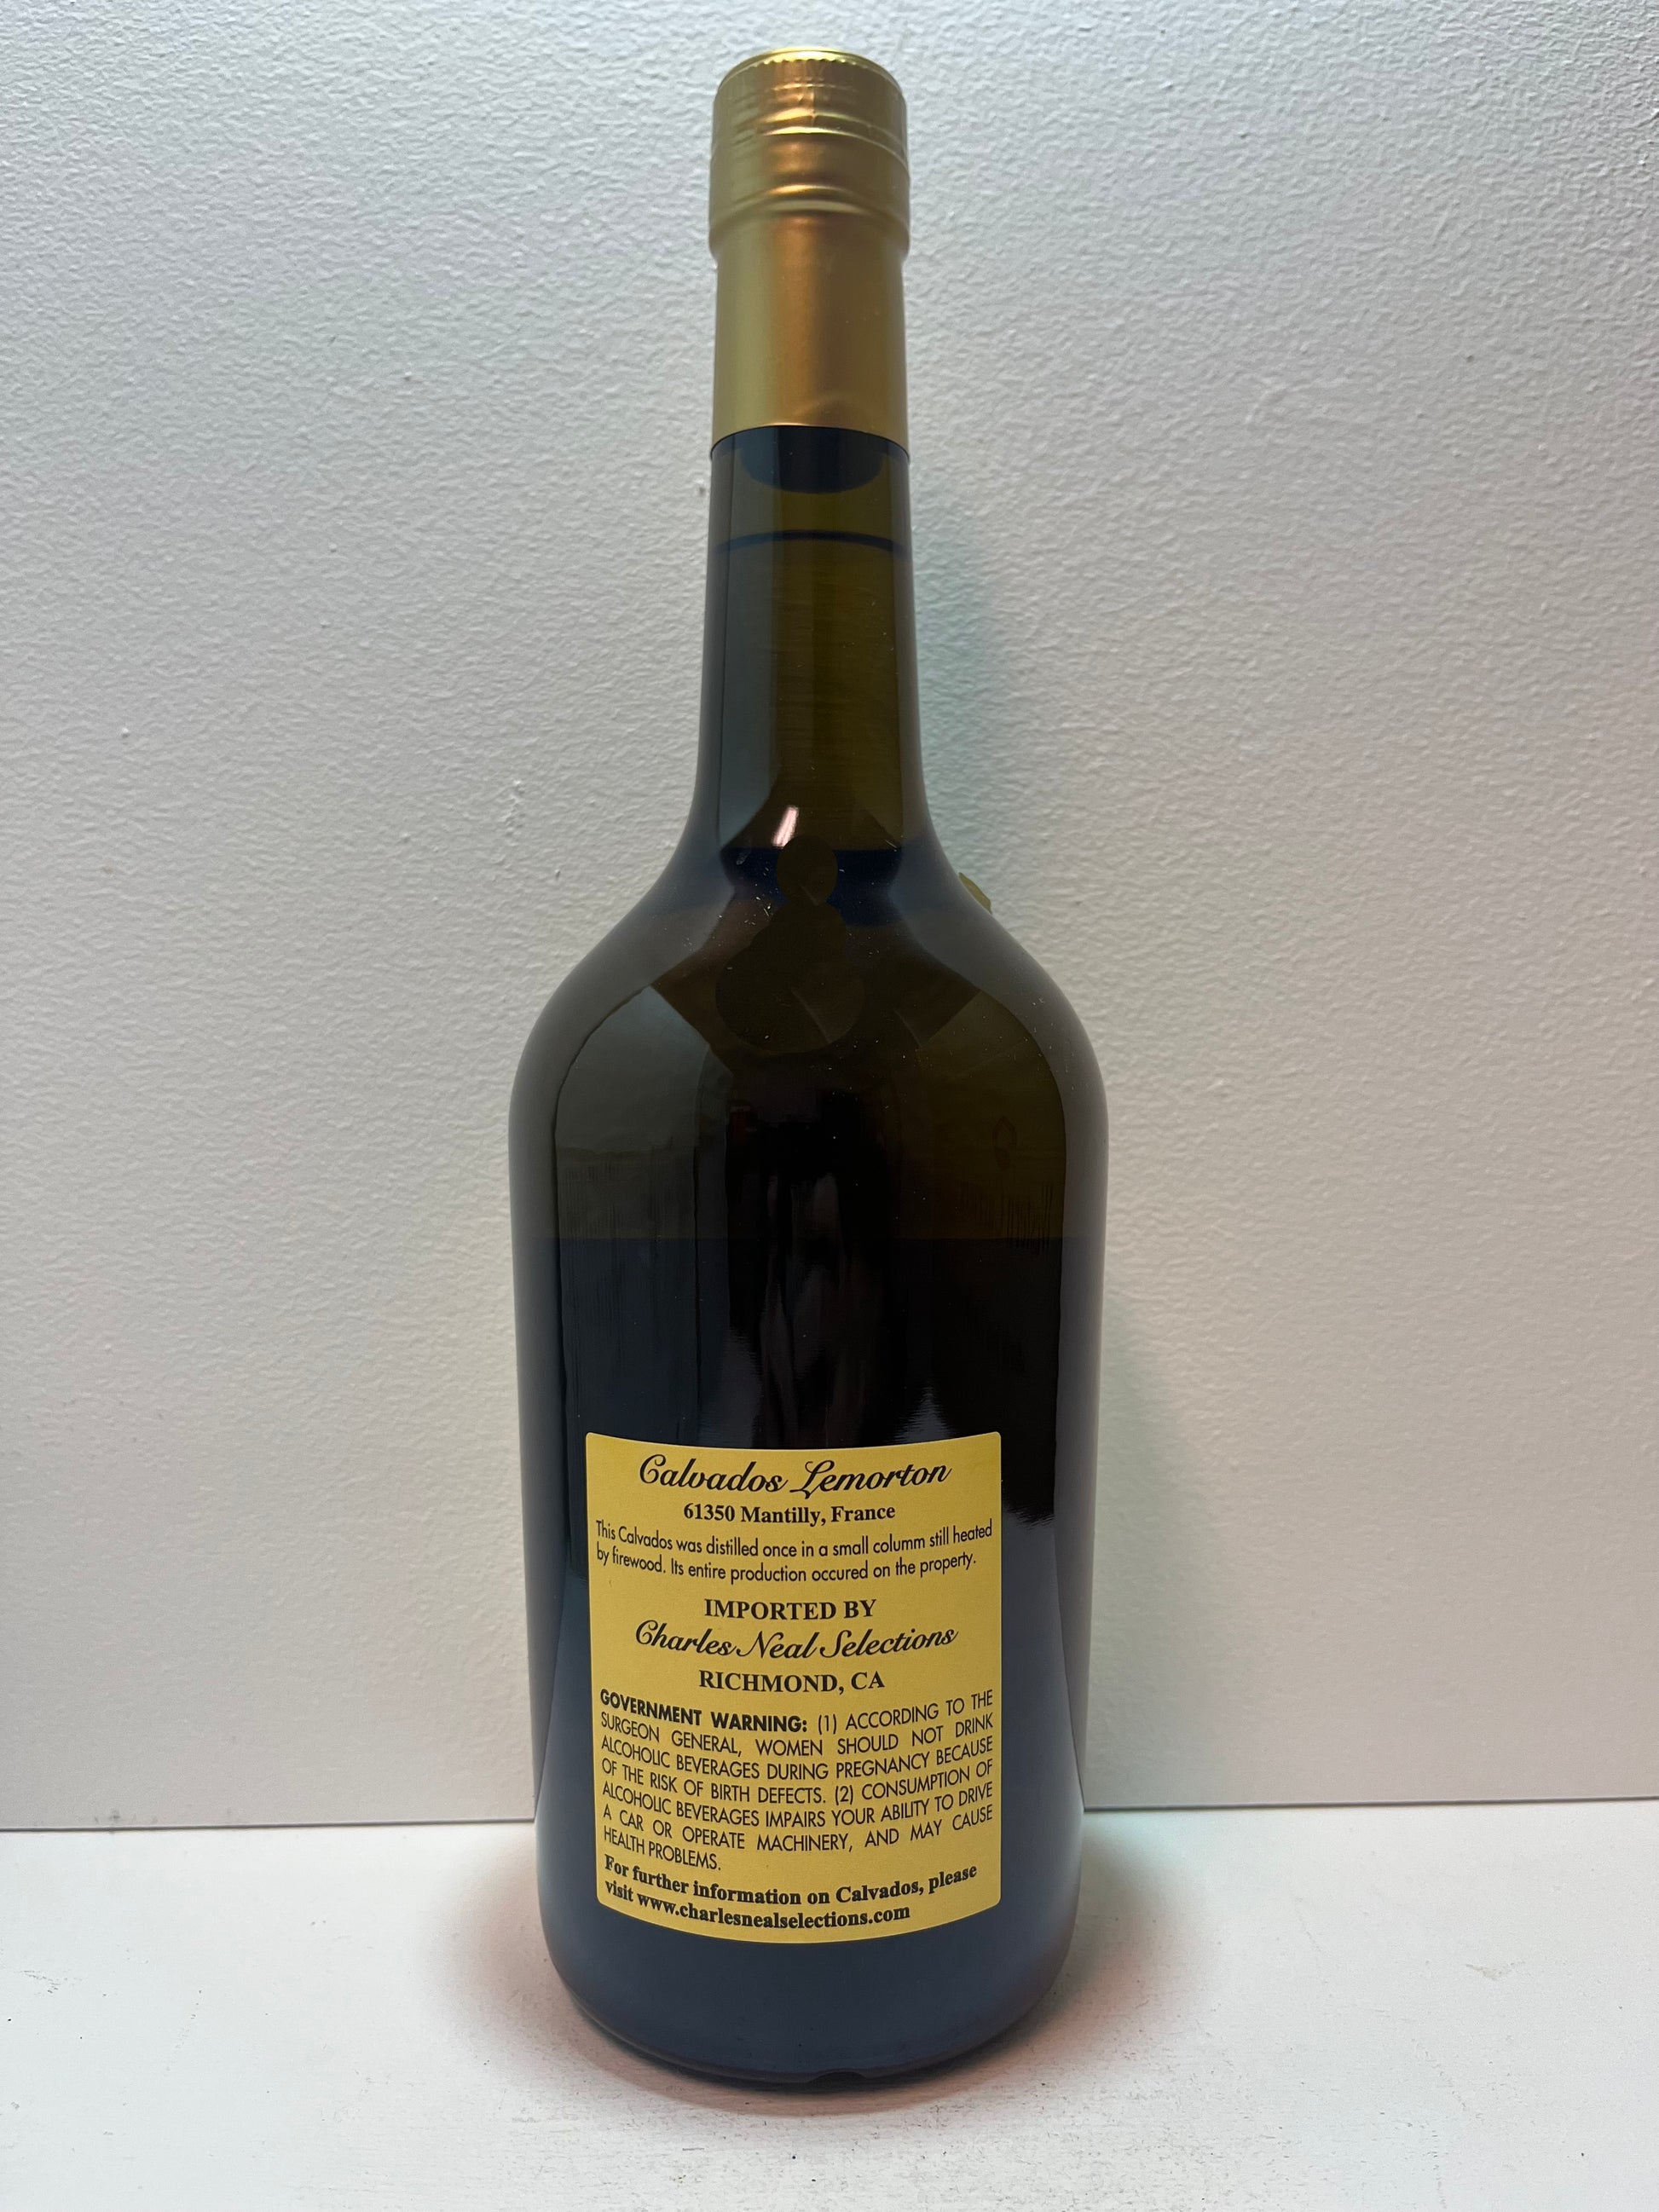 Calvados Lemorton
61350 Mantilly, France
This Calvados was distilled once in a small columm still heated
by firewood. Its entire production occured on the property.
IMPORTED BY
Charles Neal Selections
RICHMOND, CA
GOVERNMENT WARNING: (1) ACCORDING TO THE
SURGEON GENERAL, WOMEN SHOULD NOT DRINK
ALCOHOLIC BEVERAGES DURING PREGNANCY BECAUSE
OF THE RISK OF BIRTH DEFECTS. (2) CONSUMPTION OF
ALCOHOLIC BEVERAGES IMPAIRS YOUR ABILITY TO DRIVE
A CAR OR OPERATE MACHINERY, AND MAY CAUSE
HEALTH PROBLEMS.
For further information on Calvados, please
visit www.charlesnealselections.com